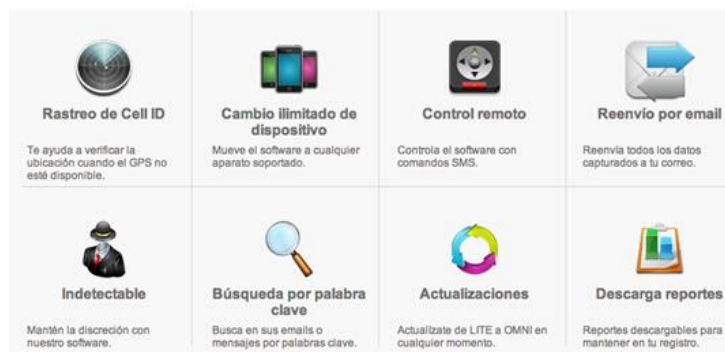 Rastreo de Cell ID
Te ayuda a verificar la
ubicación cuando el GPS no
esté disponible.
Cambio ilimitado de
dispositivo
Mueve el software a cualquier
aparato soportado.
Control remoto
Controla el software con
comandos SMS.
Reenvío por email
Reenvía todos los datos
capturados a tu correo.
Indetectable
Mantén la discreción con
nuestro software.
Búsqueda por palabra
clave
Busca en sus emails o
mensajes por palabras clave.
Actualizaciones
Actualízate de LITE a OMNI en
cualquier momento.
Descarga reportes
Reportes descargables para
mantener en tu registro.